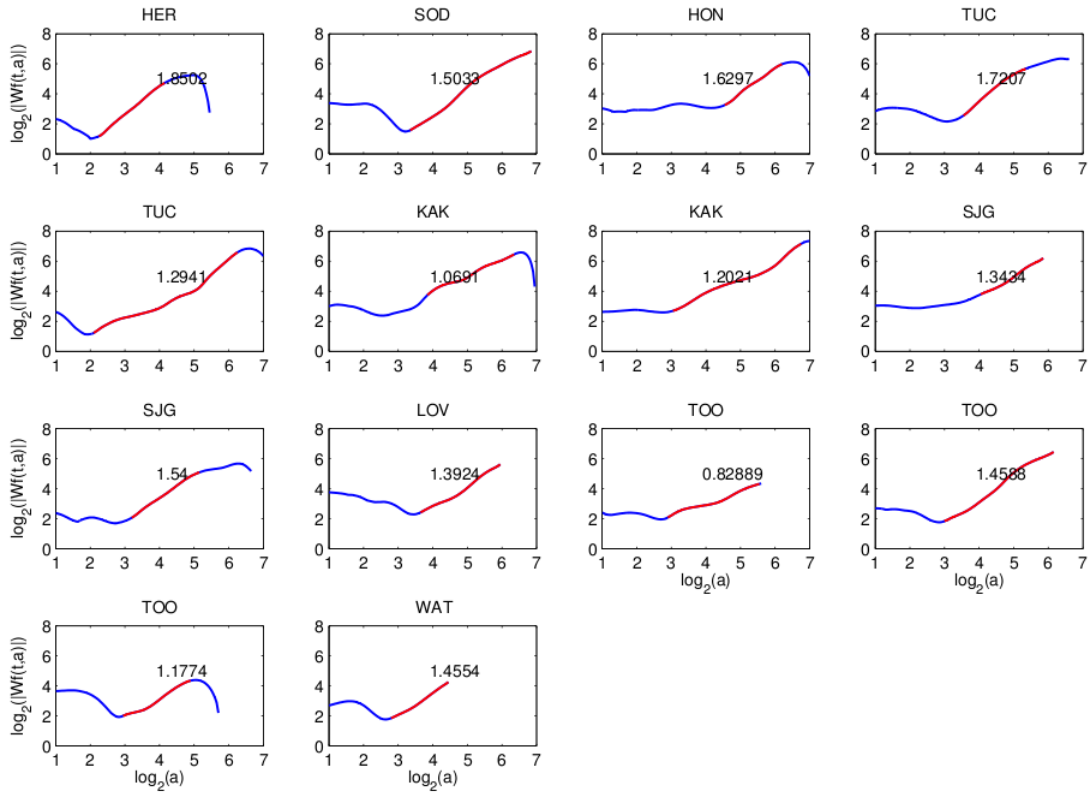 HER SOD HON TUC
log2(|Wf(t,a)|)
8 8 8 8
6 6 6 6
1.8502 1.5033 1.6297 1.7207
4 4 4 4
2 2 2 2
0 0 0 0
1 2 3 4 5 6 7 1 2 3 4 5 6 7 1 2 3 4 5 6 7 1 2 3 4 5 6 7
TUC KAK KAK SJG
log2(|Wf(t,a)|)
8 8 8 8
6 6 6 6
1.2941 1.0691 1.2021 1.3434
4 4 4 4
2 2 2 2
0 0 0 0
1 2 3 4 5 6 7 1 2 3 4 5 6 7 1 2 3 4 5 6 7 1 2 3 4 5 6 7
SJG LOV TOO TOO
log2(|Wf(t,a)|)
8 8 8 8
6 6 6 6
1.54 1.3924 0.82889 1.4588
4 4 4 4
2 2 2 2
0 0 0 0
1 2 3 4 5 6 7 1 2 3 4 5 6 7 1 2 3 4 5 6 7 1 2 3 4 5 6 7
log2(a) log2(a)
TOO WAT
log2(|Wf(t,a)|)
8 8
6 6
1.1774 1.4554
4 4
2 2
0 0
1 2 3 4 5 6 7 1 2 3 4 5 6 7
log2(a) log2(a)